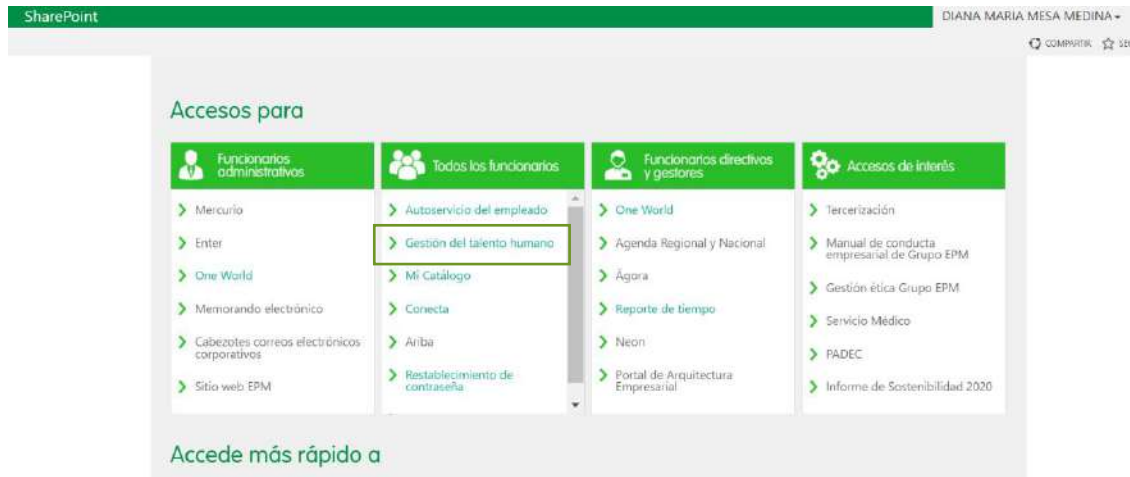 SharePoint
DIANA MARIA MESA MEDINA
COMPARTIR
Accesos para
Funcionarios
administrativos
Mercurio
Enter
One World
Memorando electrónico
Cabezotes correos electrónicos
corporativos
Sitio web EPM
Todos los funcionarios
Autoservicio del empleado
Gestión del talento humano
Mi Catálogo
Conecta
Ariba
Restablecimiento de
contraseña
Funcionarios directivos
y gestores
One World
Agenda Regional y Nacional
Ágora
Reporte de tiempo
Neon
Portal de Arquitectura
Empresarial
Accesos de interés
Tercerización
Manual de conducta
empresarial de Grupo EPM
Gestión ética Grupo EPM
Servicio Médico
PADEC
Informe de Sostenibilidad 2020
Accede más rápido a